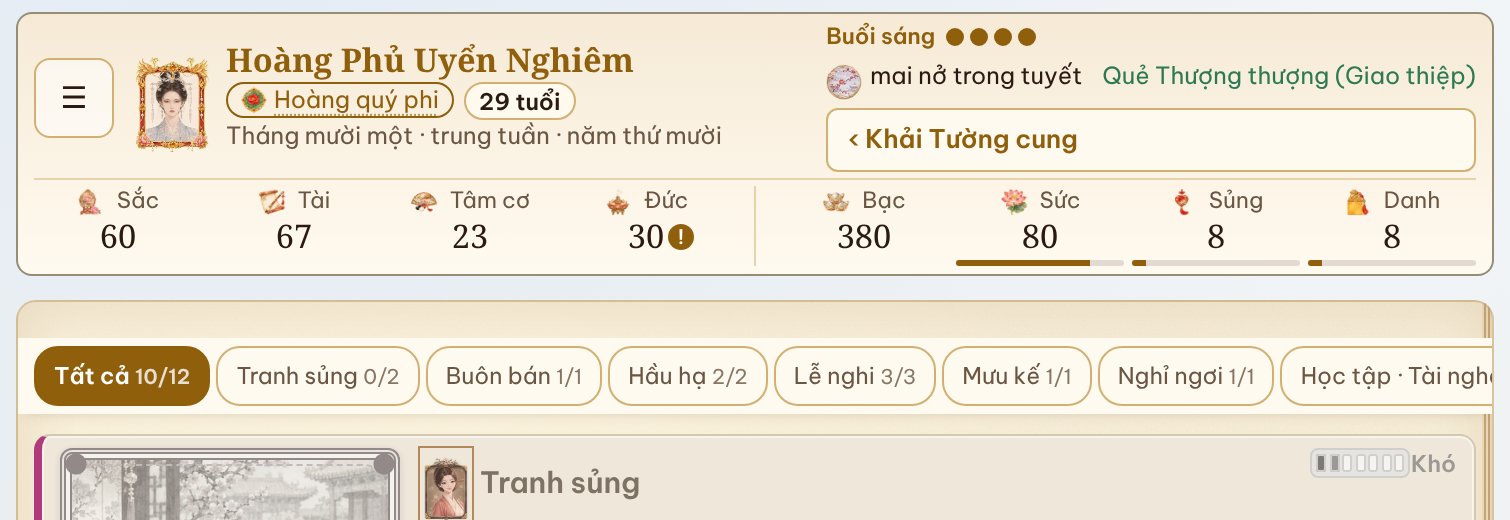 ☰
Hoàng Phủ Uyển Nghiêm
Hoàng quý phi 29 tuổi
Tháng mười một · trung tuần · năm thứ mười
Buổi sáng
mai nở trong tuyết Quẻ Thượng thượng (Giao thiệp)
‹ Khải Tường cung
Sắc Tài Tâm cơ Đức Bạc Sức Sủng Danh
60 67 23 30 ! 380 80 8 8
Tất cả 10/12 Tranh sủng 0/2 Buôn bán 1/1 Hầu hạ 2/2 Lễ nghi 3/3 Mưu kế 1/1 Nghỉ ngơi 1/1 Học tập · Tài
Tranh sủng Khó